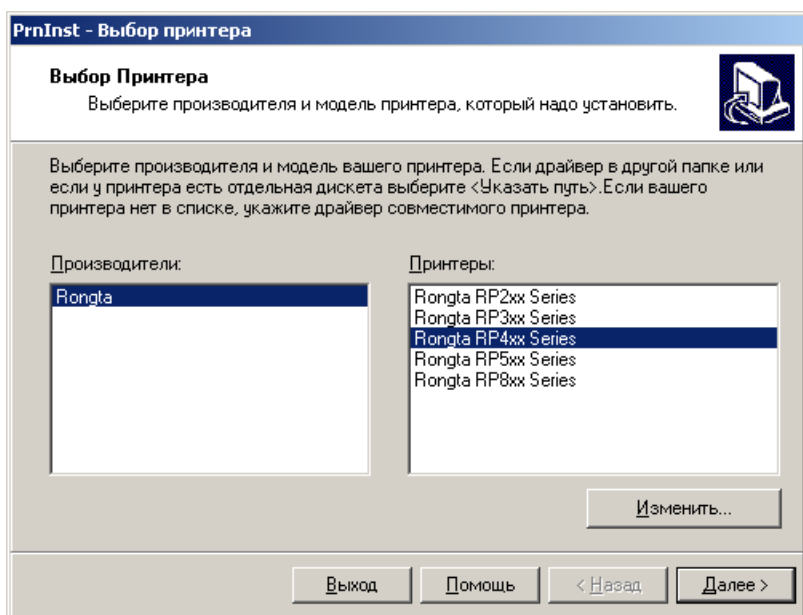 PrnInst - Выбор принтера
Выбор Принтера
Выберите производителя и модель принтера, который надо установить.
Выберите производителя и модель вашего принтера. Если драйвер в другой папке или
если у принтера есть отдельная дискета выберите <Указать путь>.Если вашего
принтера нет в списке, укажите драйвер совместимого принтера.
Производители:
Rongta
Принтеры:
Rongta RP2xx Series
Rongta RP3xx Series
Rongta RP4xx Series
Rongta RP5xx Series
Rongta RP8xx Series
Изменить...
Выход
Помощь
< Назад
Далее >